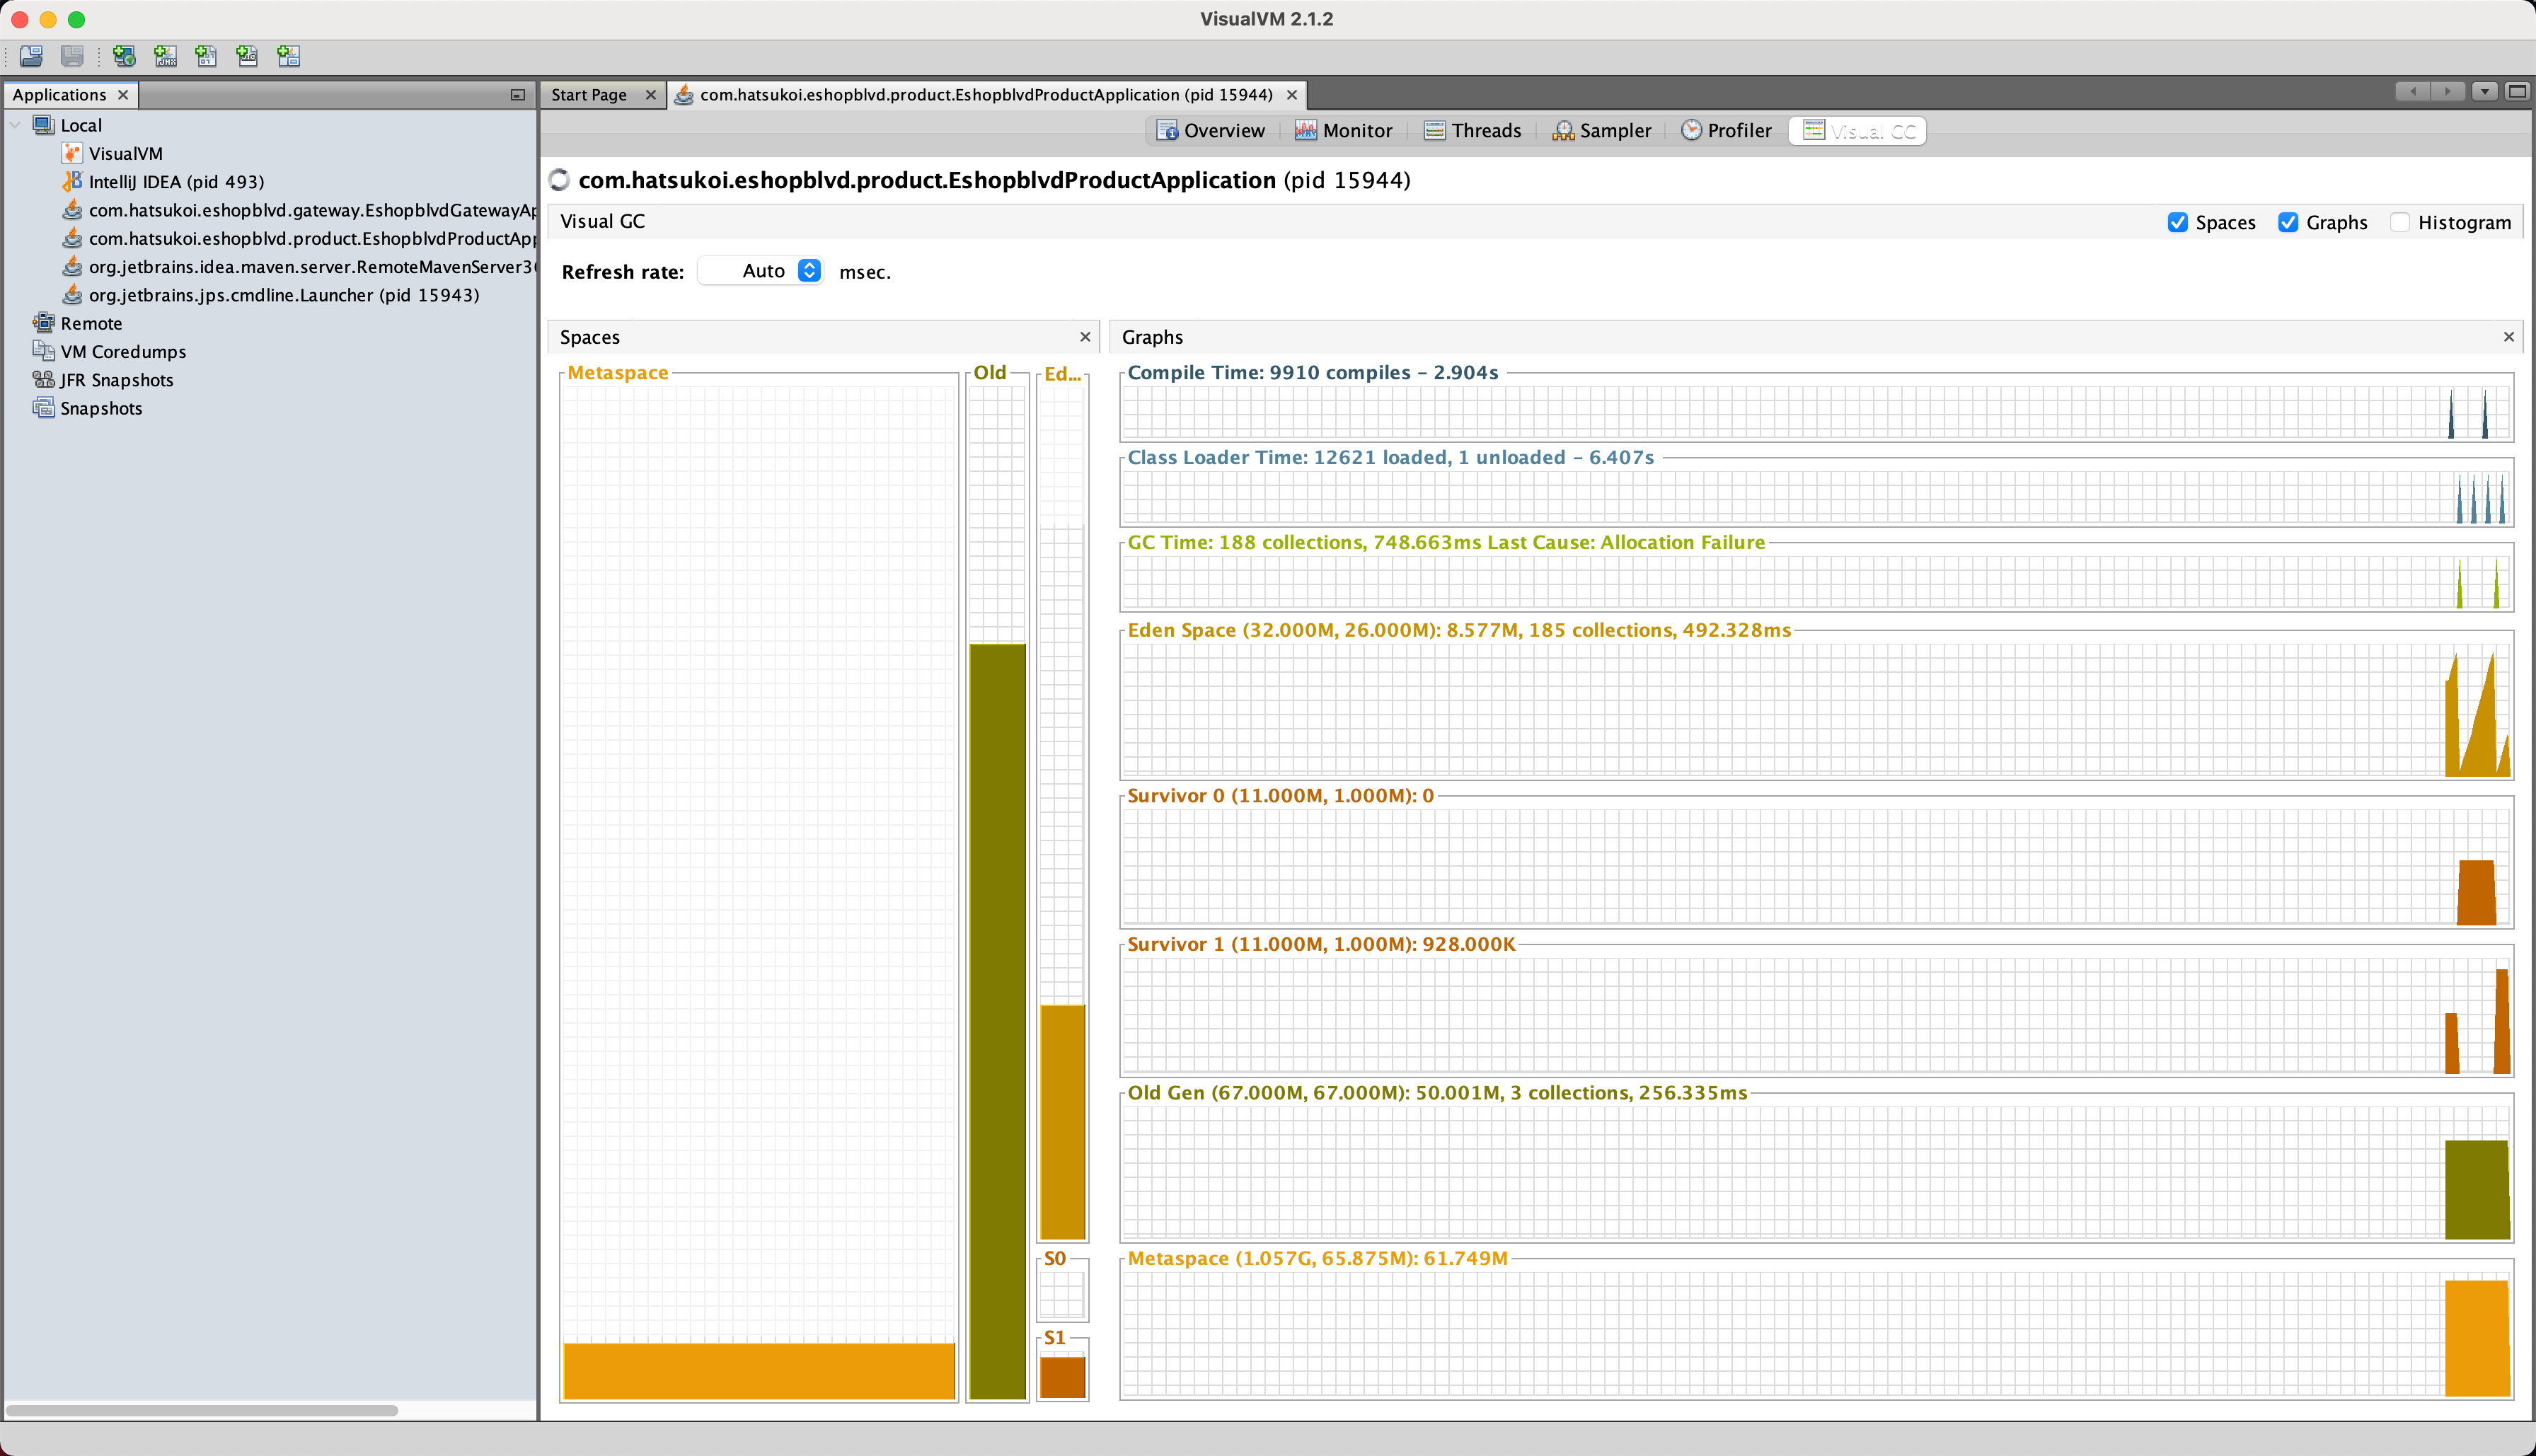 VisualVM 2.1.2
Applications
Start Page
com.hatsukoi.eshopblvd.product.EshopblvdProductApplication (pid 15944)
Local
VisualVM
IntelliJ IDEA (pid 493)
com.hatsukoi.eshopblvd.gateway.EshopblvdGatewayAp
com.hatsukoi.eshopblvd.product.EshopblvdProductApp
org.jetbrains.idea.maven.server.RemoteMavenServer3
org.jetbrains.jps.cmdline.Launcher (pid 15943)
Remote
VM Coredumps
JFR Snapshots
Snapshots
Overview
Monitor
Threads
Sampler
Profiler
Visual GC
com.hatsukoi.eshopblvd.product.EshopblvdProductApplication (pid 15944)
Visual GC
Spaces
Graphs
Histogram
Refresh rate: Auto msec.
Spaces
Metaspace
Old
Ed...
S0
S1
Graphs
Compile Time: 9910 compiles – 2.904s
Class Loader Time: 12621 loaded, 1 unloaded – 6.407s
GC Time: 188 collections, 748.663ms Last Cause: Allocation Failure
Eden Space (32.000M, 26.000M): 8.577M, 185 collections, 492.328ms
Survivor 0 (11.000M, 1.000M): 0
Survivor 1 (11.000M, 1.000M): 928.000K
Old Gen (67.000M, 67.000M): 50.001M, 3 collections, 256.335ms
Metaspace (1.057G, 65.875M): 61.749M